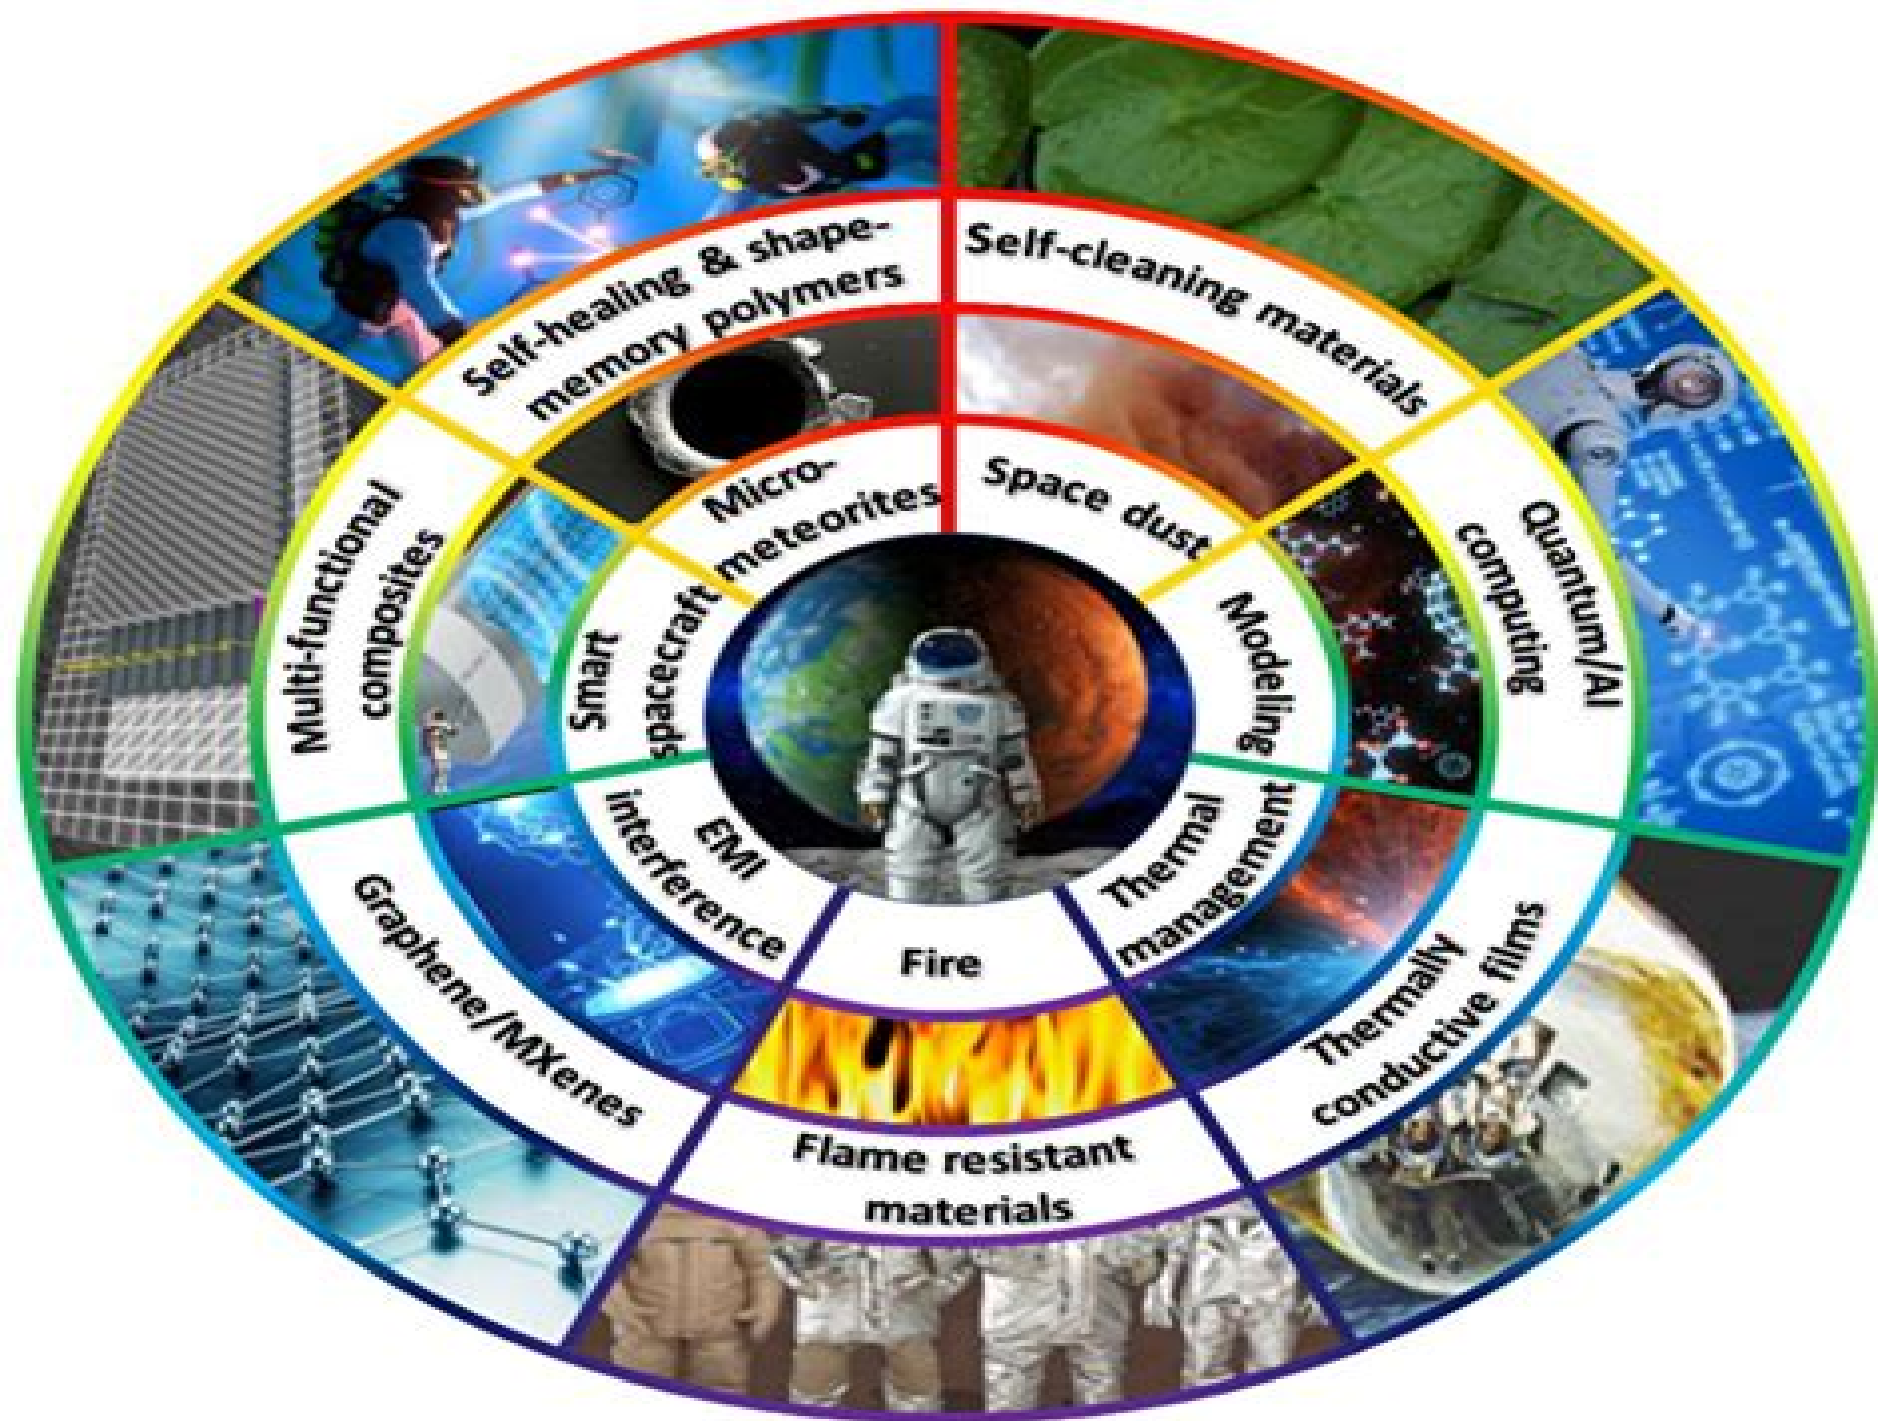 Self-healing & shape-
memory polymers
Self-cleaning materials
Quantum/AI
computing
Thermally
conductive films
Flame resistant
materials
Graphene/MXenes
Multi-functional
composites
Micro-
meteorites
Space dust
Modeling
Thermal
management
Fire
EMI
interference
Smart
spacecraft